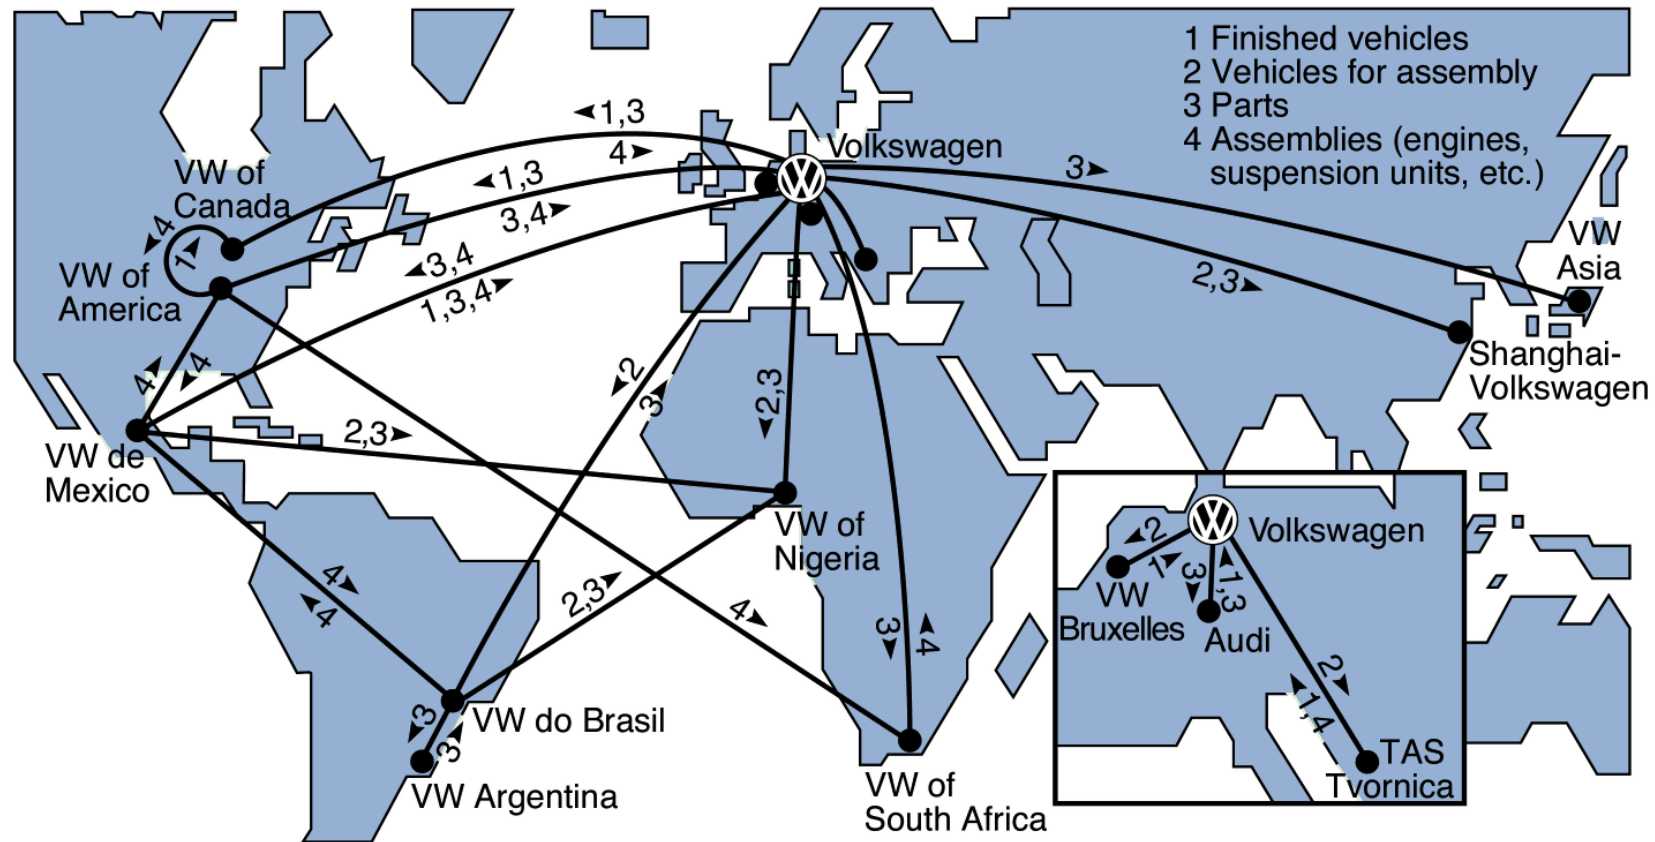 1 Finished vehicles
2 Vehicles for assembly
3 Parts
4 Assemblies (engines,
suspension units, etc.)
1,3
4
Volkswagen
VW of
Canada
1,3
3,4
3
4
1
VW of
America
3,4
1,3,4
2,3
VW
Asia
Shanghai-
Volkswagen
4
4
2
3
2,3
VW de
Mexico
2,3
VW of
Nigeria
4
4
2,3
4
3
4
3
3
VW do Brasil
VW Argentina
VW of
South Africa
Volkswagen
2
1
3
1,3
VW
Bruxelles
Audi
2
1,4
TAS
Tvornica